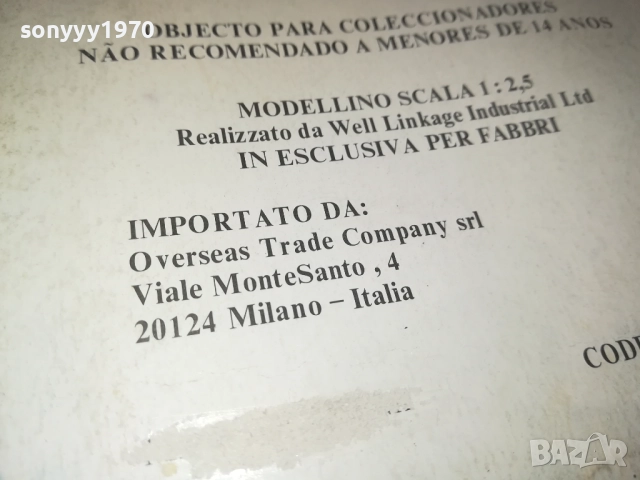 sonyyy1970
OBJECTO PARA COLECCIONADORES
NÃO RECOMENDADO A MENORES DE 14 ANOS
MODELLINO SCALA 1 : 2,5
Realizzato da Well Linkage Industrial Ltd
IN ESCLUSIVA PER FABBRI
IMPORTATO DA:
Overseas Trade Company srl
Viale MonteSanto , 4
20124 Milano – Italia
BAZAR